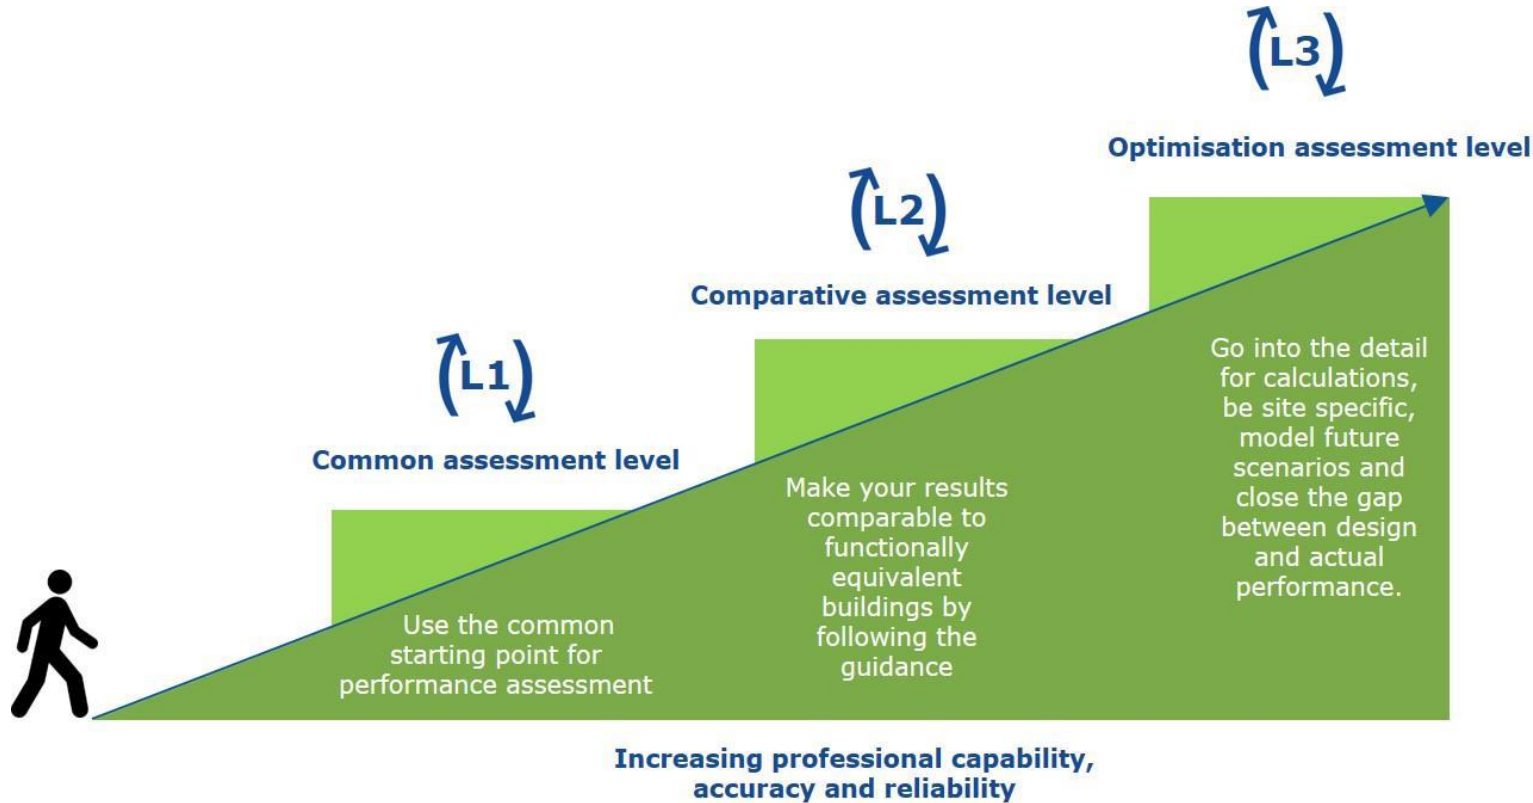 L3
Optimisation assessment level
L2
Comparative assessment level
L1
Common assessment level
Go into the detail
for calculations,
be site specific,
model future
scenarios and
close the gap
between design
and actual
performance.
Make your results
comparable to
functionally
equivalent
buildings by
following the
guidance
Use the common
starting point for
performance assessment
Increasing professional capability,
accuracy and reliability